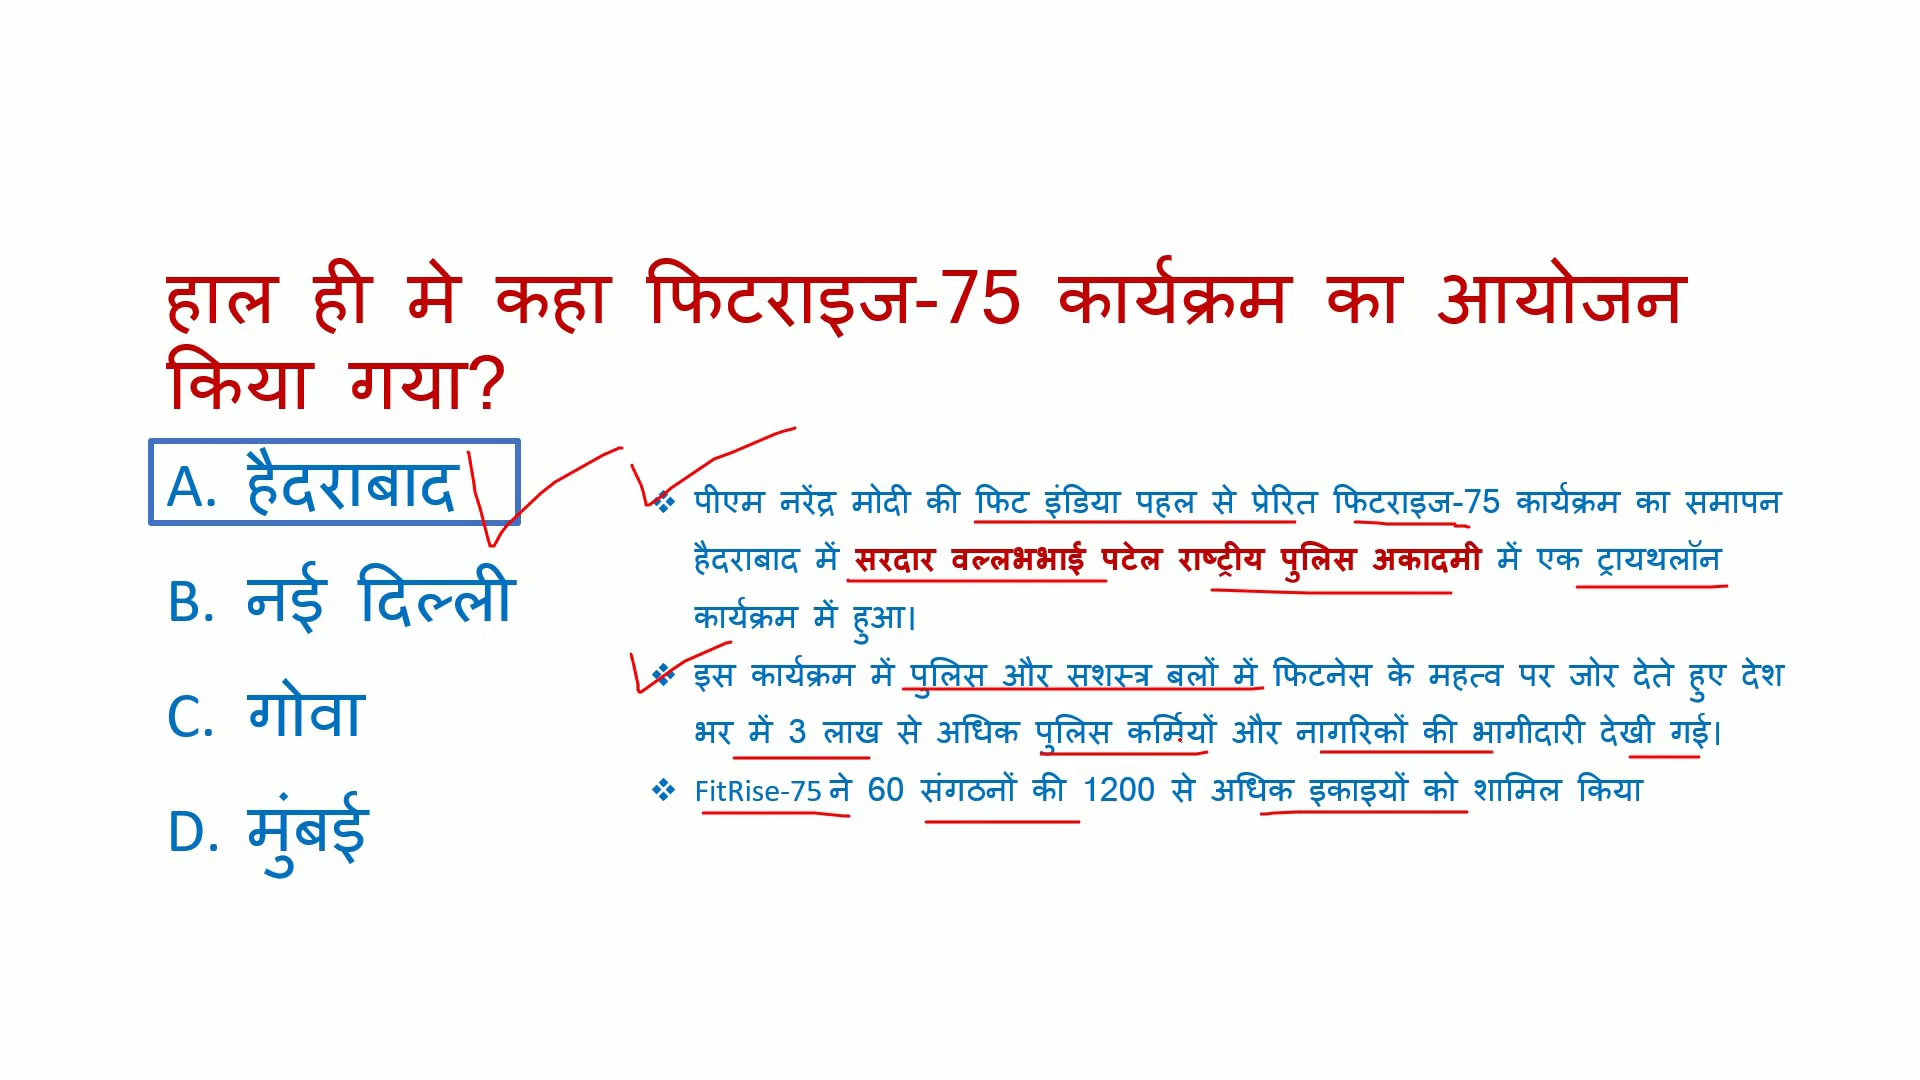 हाल ही मे कहा फिटराइज-75 कार्यक्रम का आयोजन
किया गया?
A. हैदराबाद
B. नई दिल्ली
C. गोवा
D. मुंबई
❖ पीएम नरेंद्र मोदी की फिट इंडिया पहल से प्रेरित फिटराइज-75 कार्यक्रम का समापन
हैदराबाद में सरदार वल्लभभाई पटेल राष्ट्रीय पुलिस अकादमी में एक ट्रायथलॉन
कार्यक्रम में हुआ।
❖ इस कार्यक्रम में पुलिस और सशस्त्र बलों में फिटनेस के महत्व पर जोर देते हुए देश
भर में 3 लाख से अधिक पुलिस कर्मियों और नागरिकों की भागीदारी देखी गई।
❖ FitRise-75 ने 60 संगठनों की 1200 से अधिक इकाइयों को शामिल किया